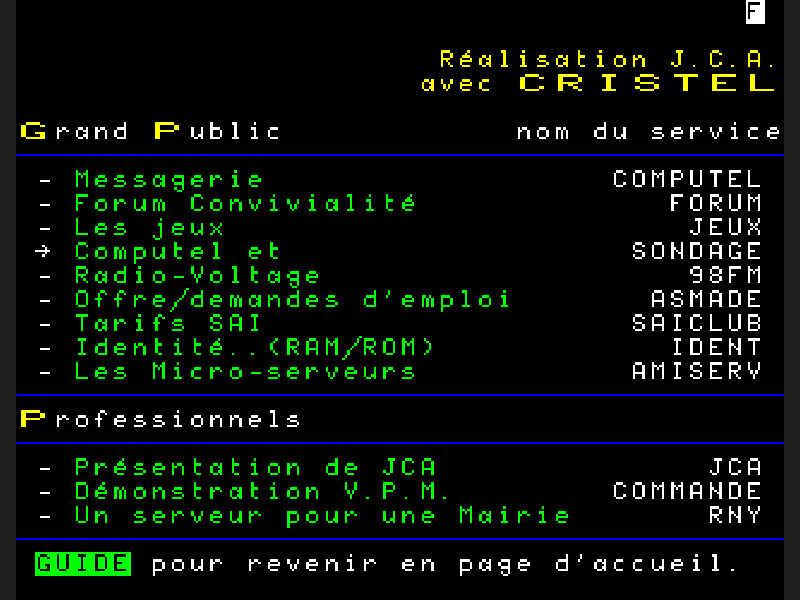 F
Réalisation J.C.A.
avec CRISTEL
Grand Public nom du service
- Messagerie COMPUTEL
- Forum Convivialité FORUM
- Les jeux JEUX
→ Computel et SONDAGE
- Radio-Voltage 98FM
- Offre/demandes d'emploi ASMADE
- Tarifs SAI SAICLUB
- Identité..(RAM/ROM) IDENT
- Les Micro-serveurs AMISERV
Professionnels
- Présentation de JCA JCA
- Démonstration V.P.M. COMMANDE
- Un serveur pour une Mairie RNY
GUIDE pour revenir en page d'accueil.